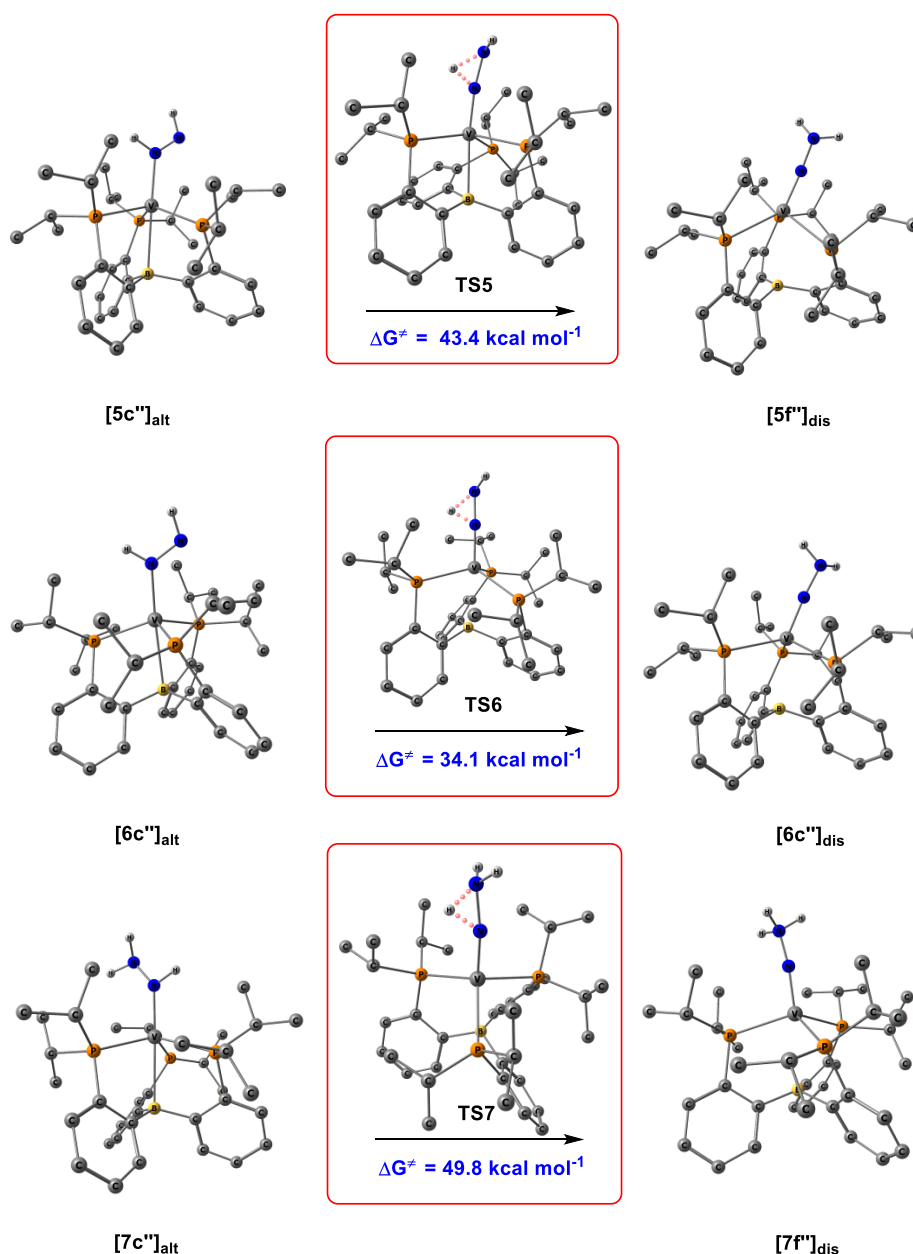 TS5
ΔG≠ = 43.4 kcal mol-1
[5c'']alt
[5f'']dis
TS6
ΔG≠ = 34.1 kcal mol-1
[6c'']alt
[6c'']dis
TS7
ΔG≠ = 49.8 kcal mol-1
[7c'']alt
[7f'']dis